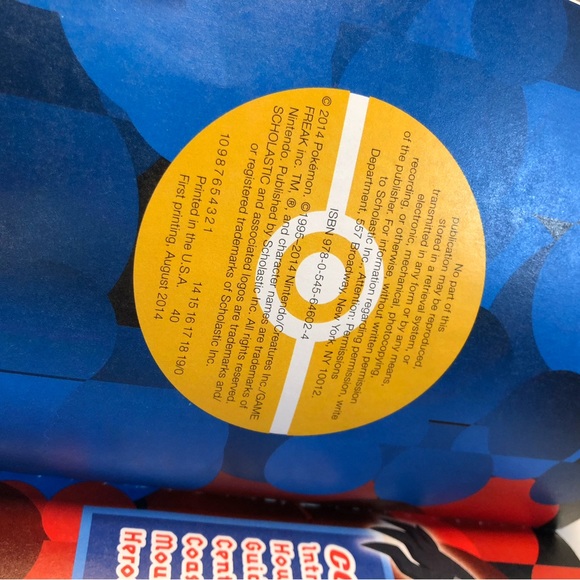 No part of this
publication may be reproduced,
stored in a retrieval system, or
transmitted in any form or by any means,
electronic, mechanical, photocopying,
recording, or otherwise, without written permission
of the publisher. For information regarding permission, write
to Scholastic Inc., Attention: Permissions
Department, 557 Broadway, New York, NY 10012.
ISBN 978-0-545-64602-4
© 2014 Pokémon. ©1995–2014 Nintendo/Creatures Inc./GAME
FREAK inc. TM, ®, and character names are trademarks of
Nintendo. Published by Scholastic Inc. All rights reserved.
SCHOLASTIC and associated logos are trademarks and/
or registered trademarks of Scholastic Inc.
10 9 8 7 6 5 4 3 2 1 14 15 16 17 18 19 0
Printed in the U.S.A. 40
First printing, August 2014